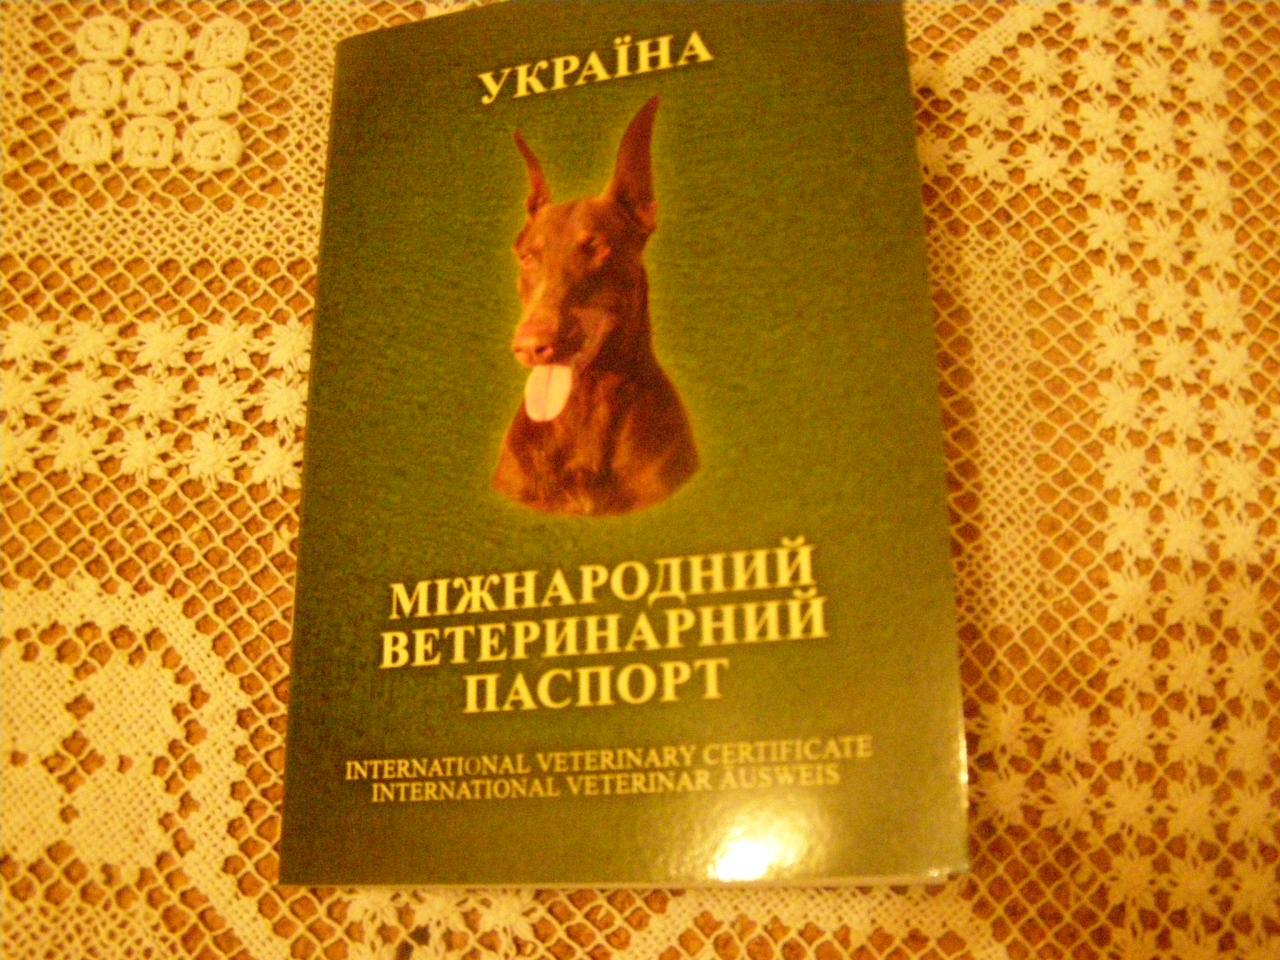 УКРАЇНА
МІЖНАРОДНИЙ
ВЕТЕРИНАРНИЙ
ПАСПОРТ
INTERNATIONAL VETERINARY CERTIFICATE
INTERNATIONAL VETERINAR AUSWEIS